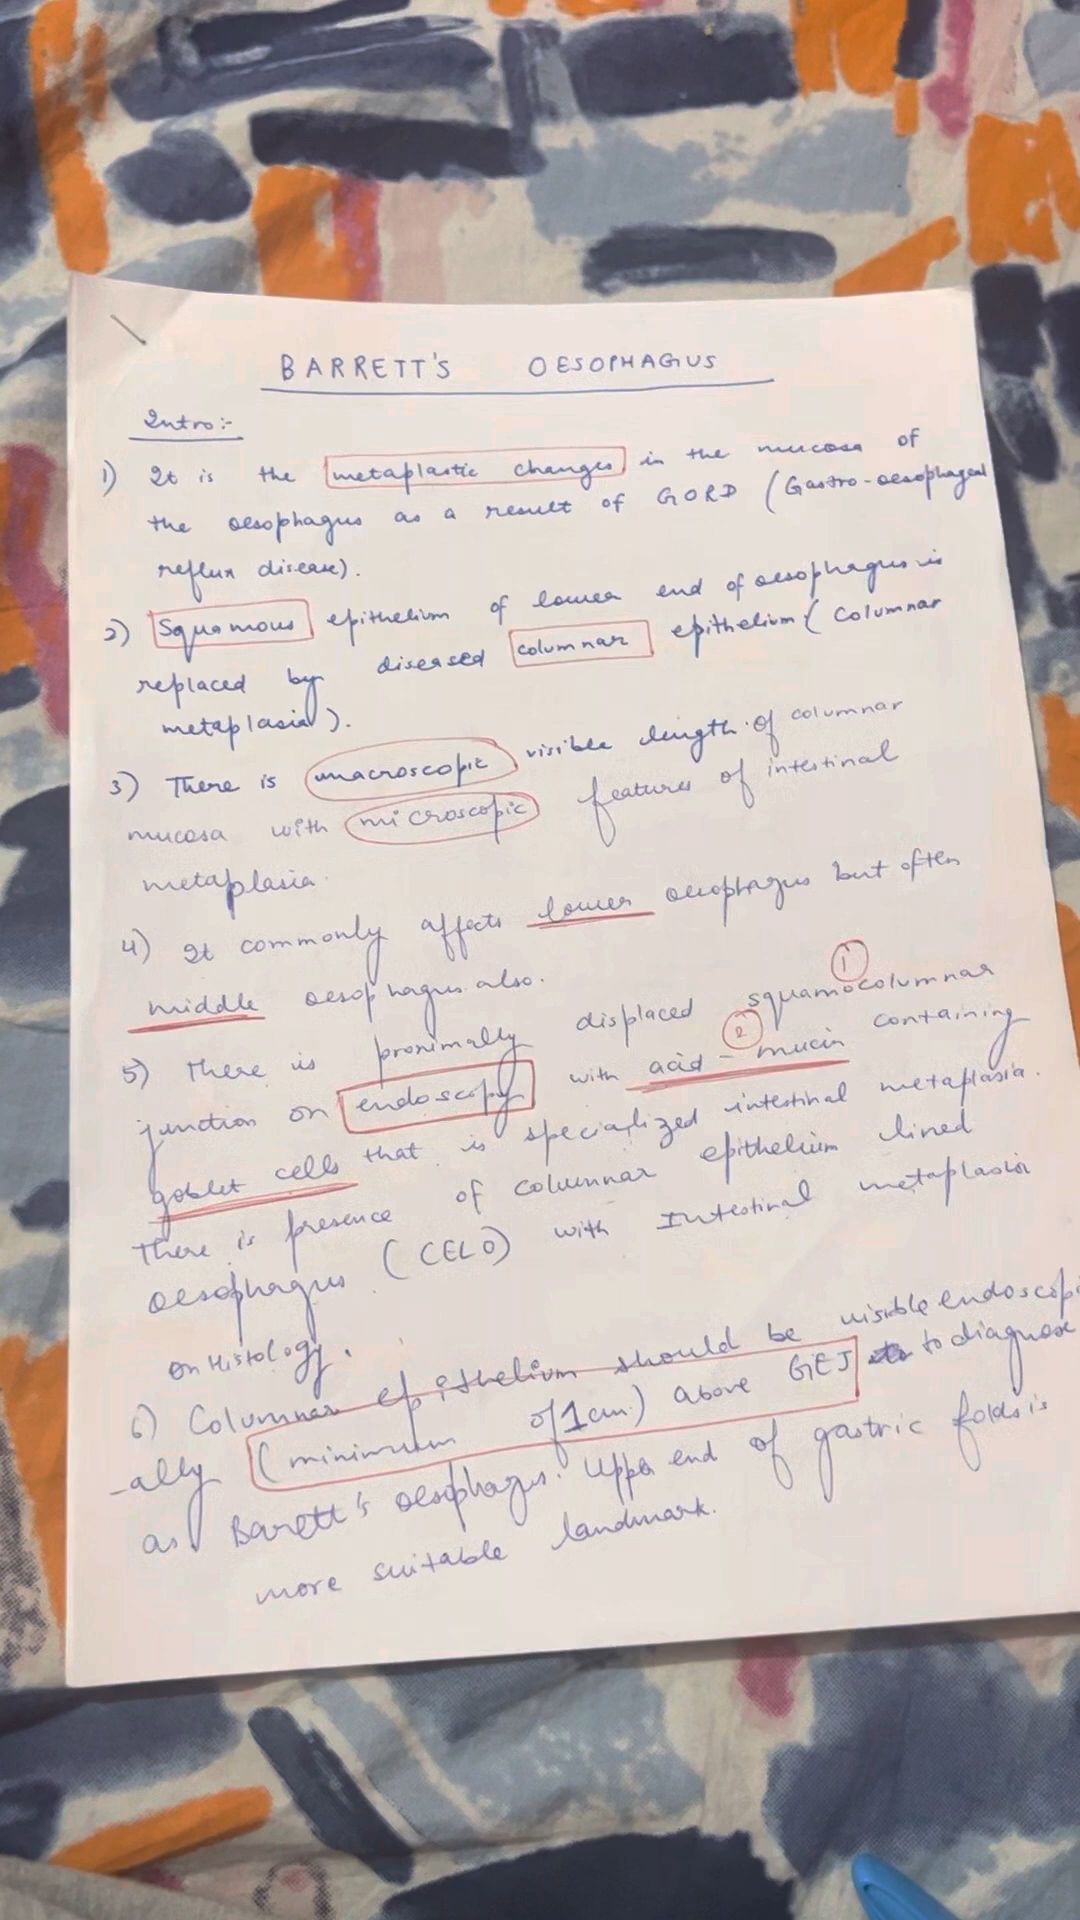 BARRETT'S OESOPHAGUS
Intro:-
1) It is the metaplastic changes in the mucosa of
the oesophagus as a result of GORD (Gastro-oesophageal
reflux disease).
2) Squamous epithelium of lower end of oesophagus is
replaced by diseased columnar epithelium (Columnar
metaplasia).
3) There is macroscopic visible length of columnar
mucosa with microscopic features of intestinal
metaplasia.
4) It commonly affects lower oesophagus but often
middle oesophagus also.
5) There is proximally displaced squamocolumnar 1
junction on endoscopy with acid-mucin containing 2
goblet cells that is specialized intestinal metaplasia.
There is presence of columnar epithelium lined
oesophagus (CELO) with Intestinal metaplasia
on Histology.
6) Columnar epithelium should be visible endoscopi
-ally (minimum of 1cm.) above GEJ to diagnose
as Barett's oesophagus. Upper end of gastric folds is
more suitable landmark.